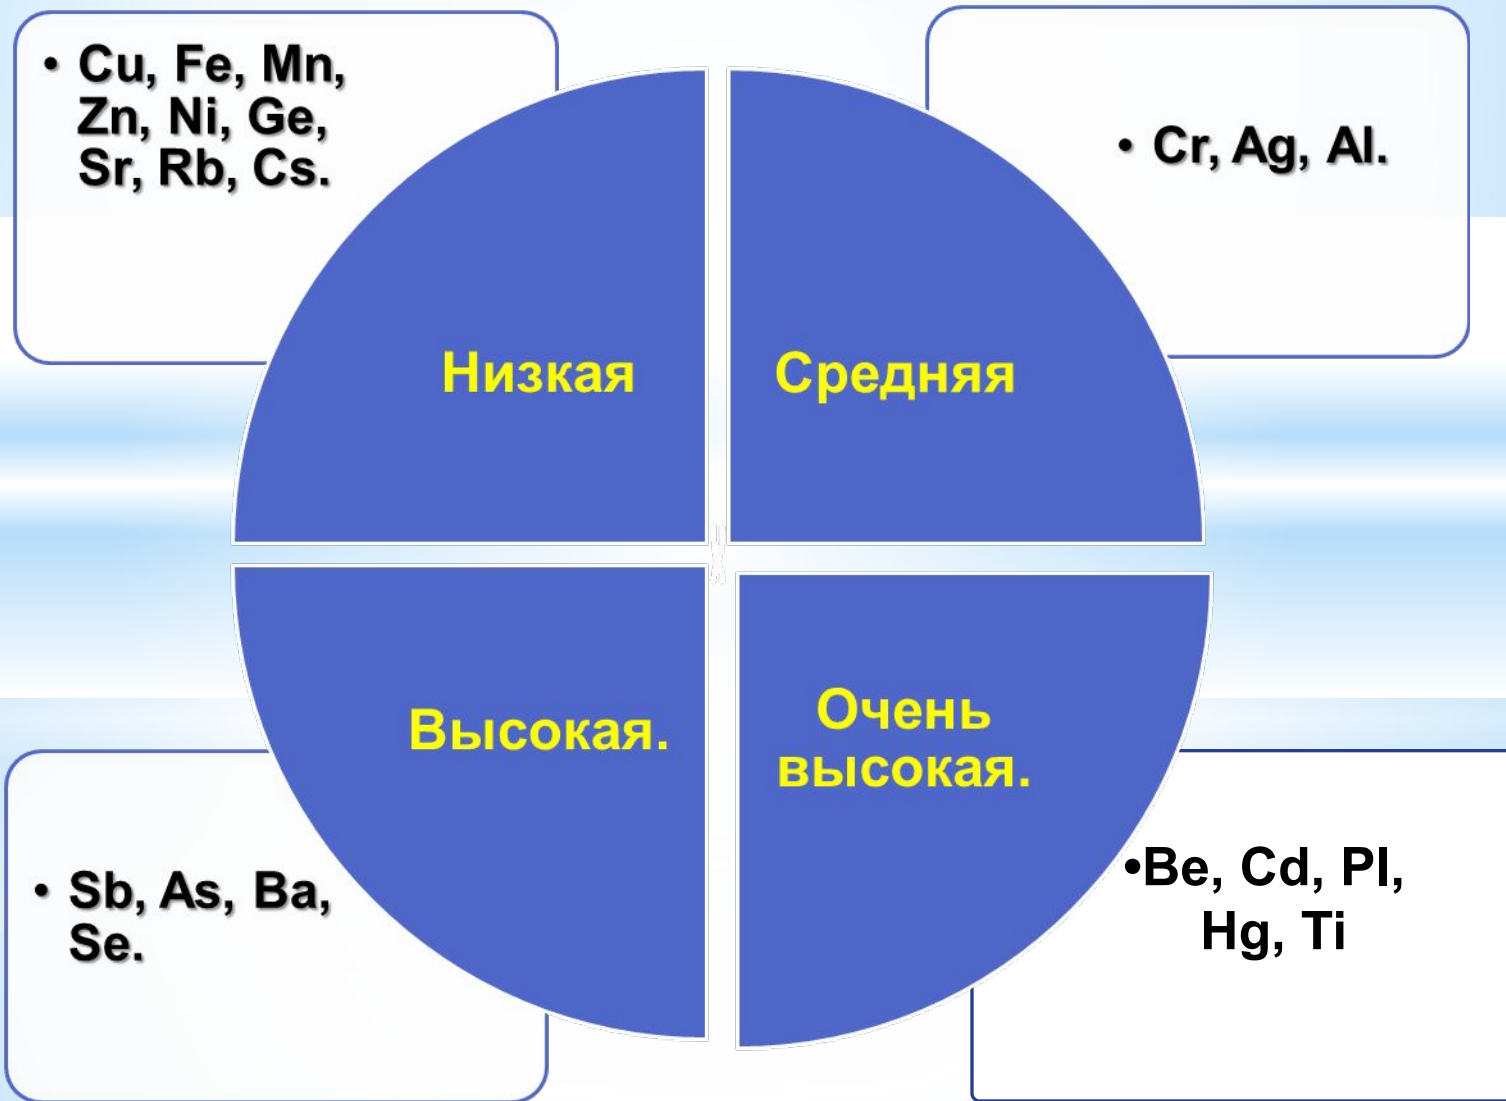 • Cu, Fe, Mn,
Zn, Ni, Ge,
Sr, Rb, Cs.
• Cr, Ag, Al.
Низкая
Средняя
Высокая.
Очень
высокая.
• Sb, As, Ba,
Se.
•Be, Cd, Pl,
Hg, Ti